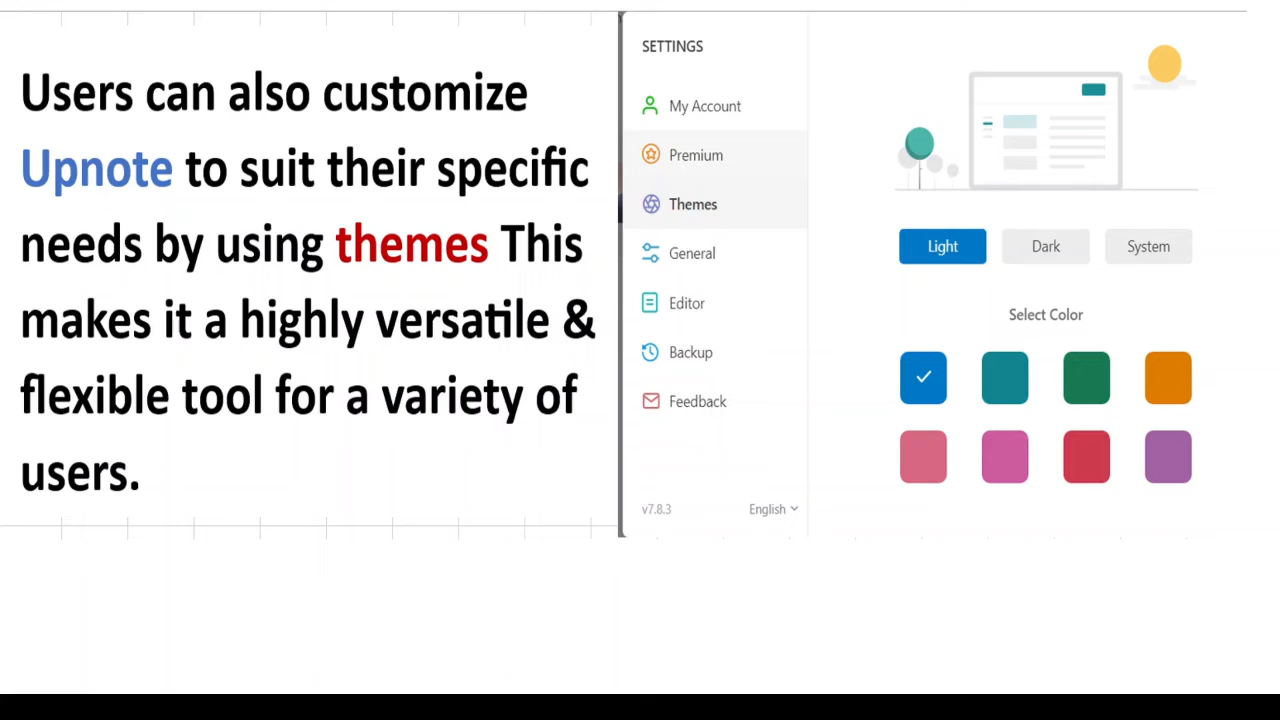 Users can also customize
Upnote to suit their specific
needs by using themes This
makes it a highly versatile &
flexible tool for a variety of
users.
SETTINGS
My Account
Premium
Themes
General
Editor
Backup
Feedback
v7.8.3 English
Light Dark System
Select Color